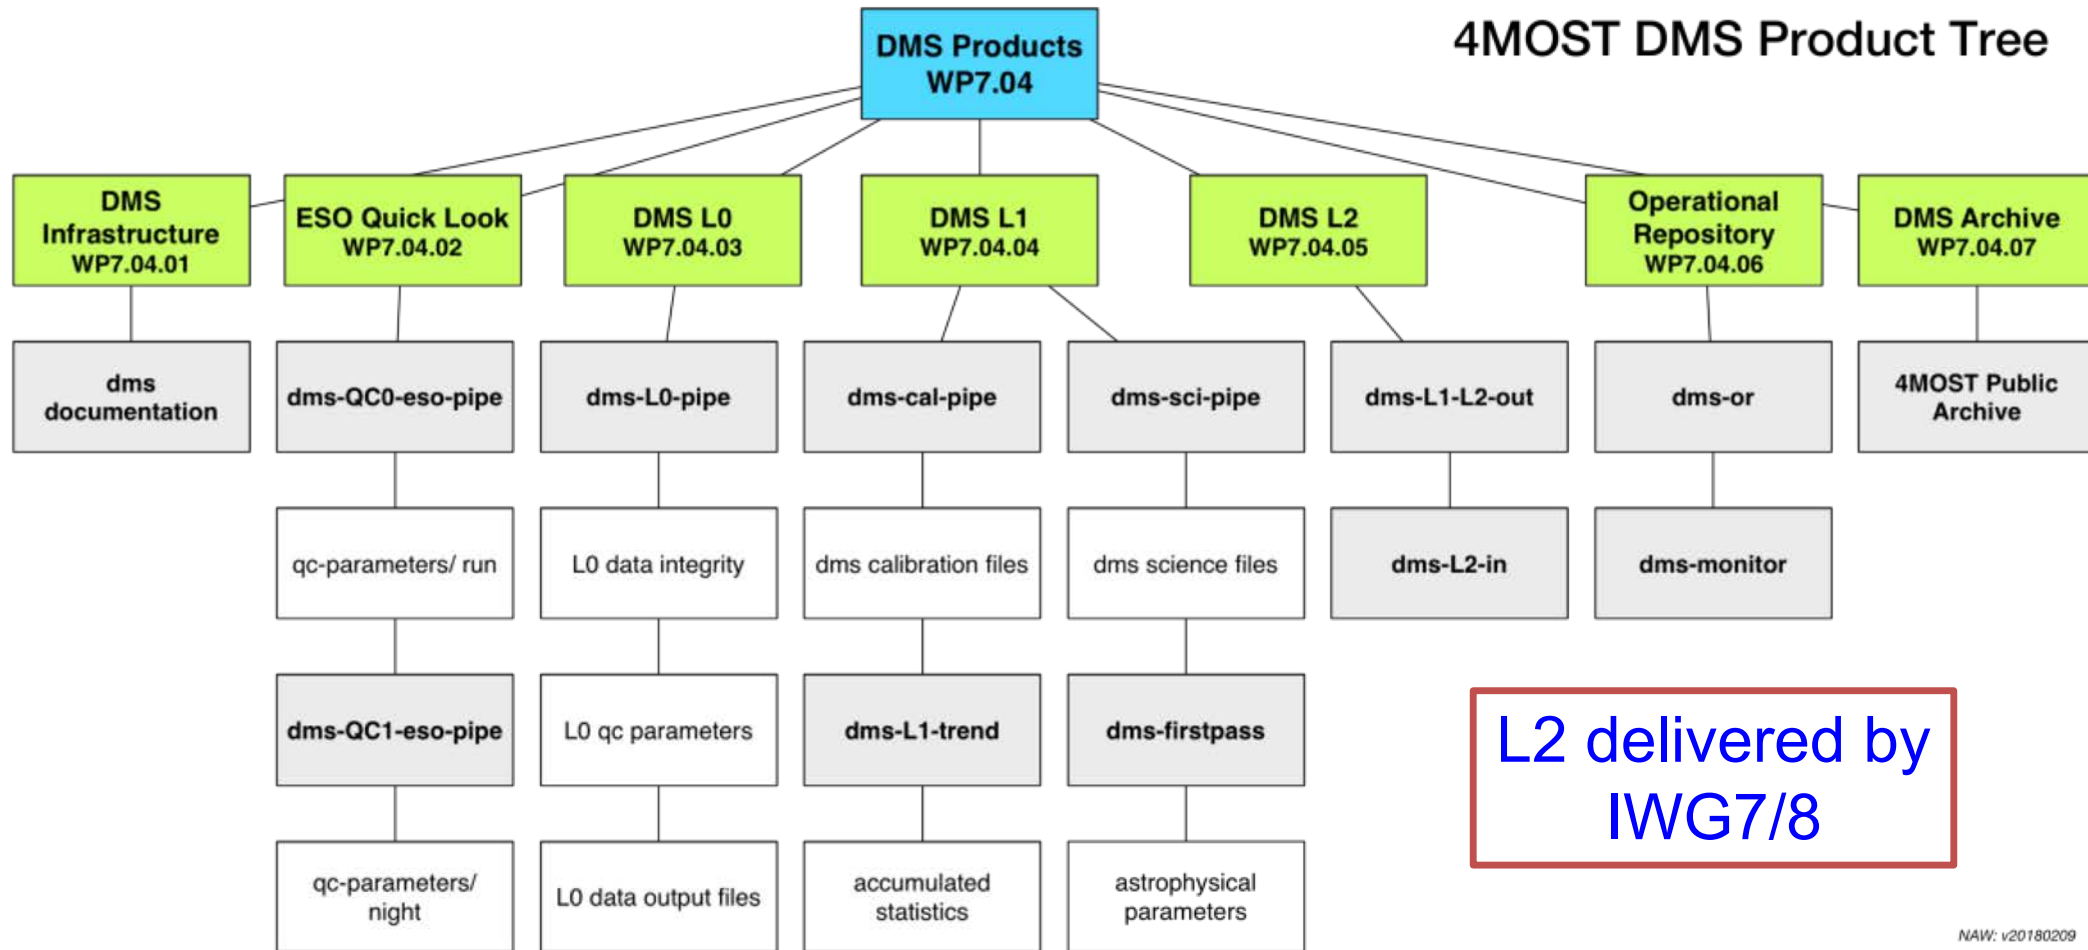 4MOST DMS Product Tree
DMS Products
WP7.04
DMS
Infrastructure
WP7.04.01
ESO Quick Look
WP7.04.02
DMS L0
WP7.04.03
DMS L1
WP7.04.04
DMS L2
WP7.04.05
Operational
Repository
WP7.04.06
DMS Archive
WP7.04.07
dms
documentation
dms-QC0-eso-pipe
dms-L0-pipe
dms-cal-pipe
dms-sci-pipe
dms-L1-L2-out
dms-or
4MOST Public
Archive
qc-parameters/ run
L0 data integrity
dms calibration files
dms science files
dms-L2-in
dms-monitor
dms-QC1-eso-pipe
L0 qc parameters
dms-L1-trend
dms-firstpass
L2 delivered by
IWG7/8
qc-parameters/
night
L0 data output files
accumulated
statistics
astrophysical
parameters
NAW: v20180209